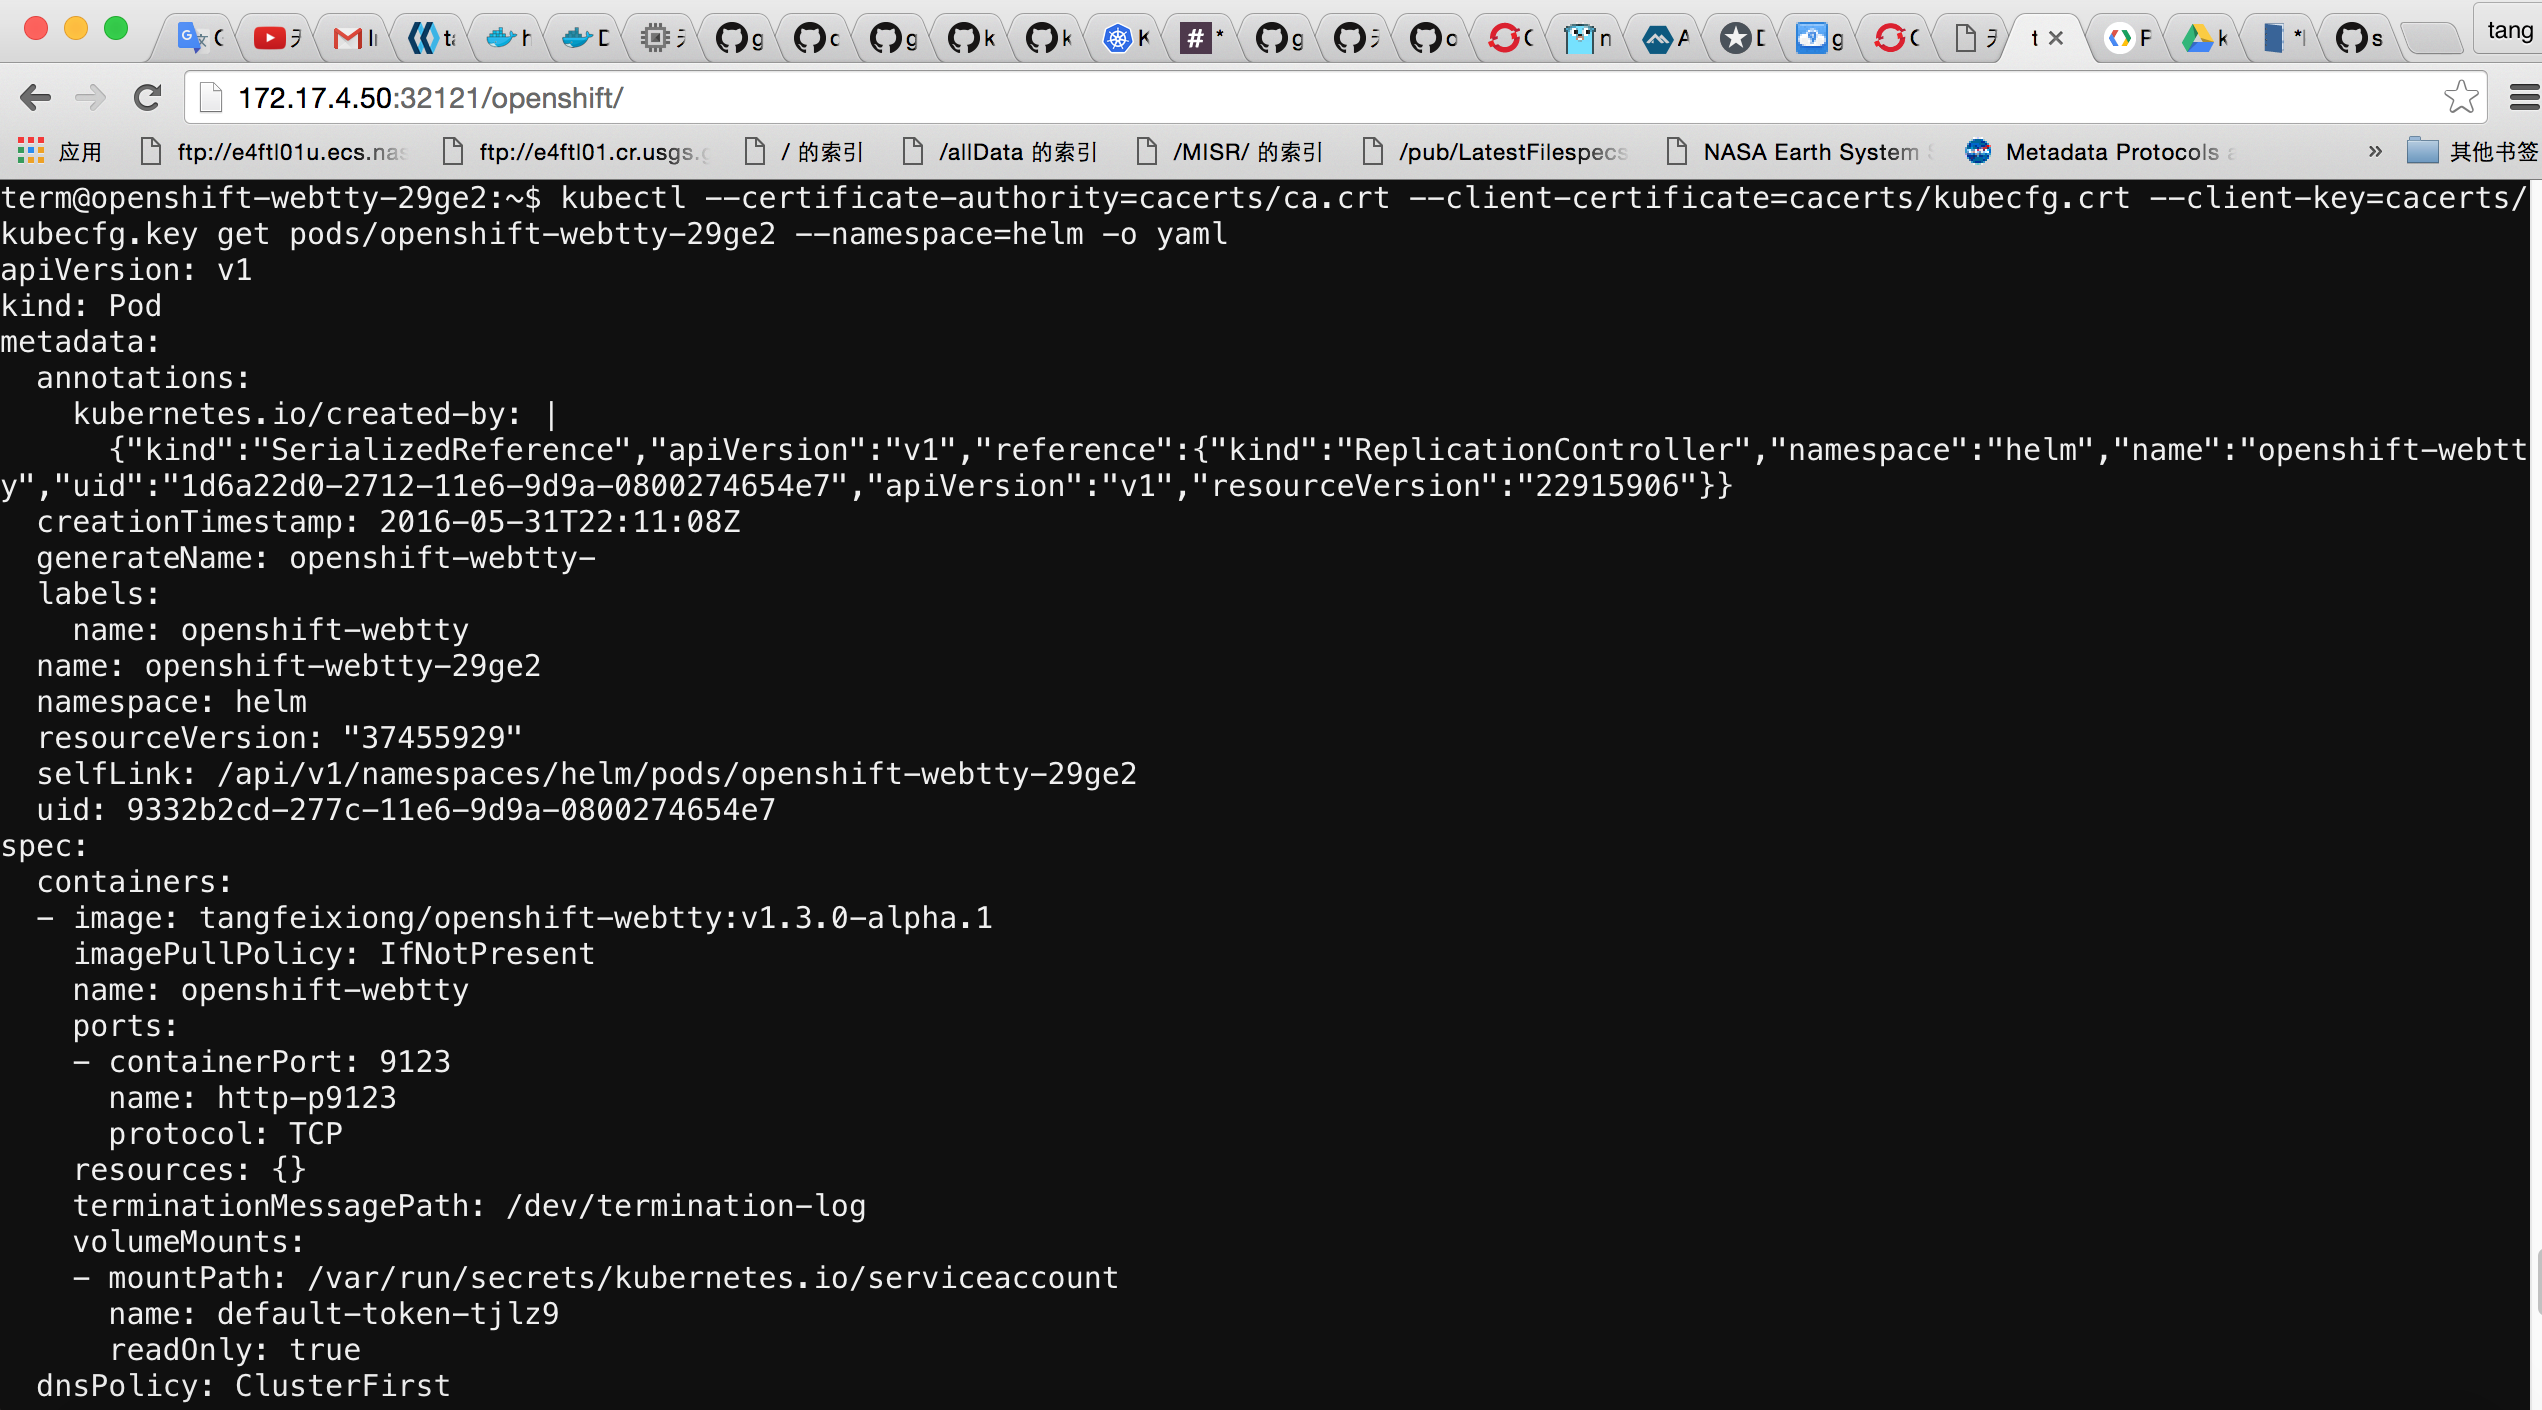 tang
172.17.4.50:32121/openshift/
应用 ftp://e4ftl01u.ecs.nas ftp://e4ftl01.cr.usgs.g / 的索引 /allData 的索引 /MISR/ 的索引 /pub/LatestFilespecs NASA Earth System Metadata Protocols » 其他书签
term@openshift-webtty-29ge2:~$ kubectl --certificate-authority=cacerts/ca.crt --client-certificate=cacerts/kubecfg.crt --client-key=cacerts/
kubecfg.key get pods/openshift-webtty-29ge2 --namespace=helm -o yaml
apiVersion: v1
kind: Pod
metadata:
  annotations:
    kubernetes.io/created-by: |
      {"kind":"SerializedReference","apiVersion":"v1","reference":{"kind":"ReplicationController","namespace":"helm","name":"openshift-webtt
y","uid":"1d6a22d0-2712-11e6-9d9a-0800274654e7","apiVersion":"v1","resourceVersion":"22915906"}}
  creationTimestamp: 2016-05-31T22:11:08Z
  generateName: openshift-webtty-
  labels:
    name: openshift-webtty
  name: openshift-webtty-29ge2
  namespace: helm
  resourceVersion: "37455929"
  selfLink: /api/v1/namespaces/helm/pods/openshift-webtty-29ge2
  uid: 9332b2cd-277c-11e6-9d9a-0800274654e7
spec:
  containers:
  - image: tangfeixiong/openshift-webtty:v1.3.0-alpha.1
    imagePullPolicy: IfNotPresent
    name: openshift-webtty
    ports:
    - containerPort: 9123
      name: http-p9123
      protocol: TCP
    resources: {}
    terminationMessagePath: /dev/termination-log
    volumeMounts:
    - mountPath: /var/run/secrets/kubernetes.io/serviceaccount
      name: default-token-tjlz9
      readOnly: true
  dnsPolicy: ClusterFirst